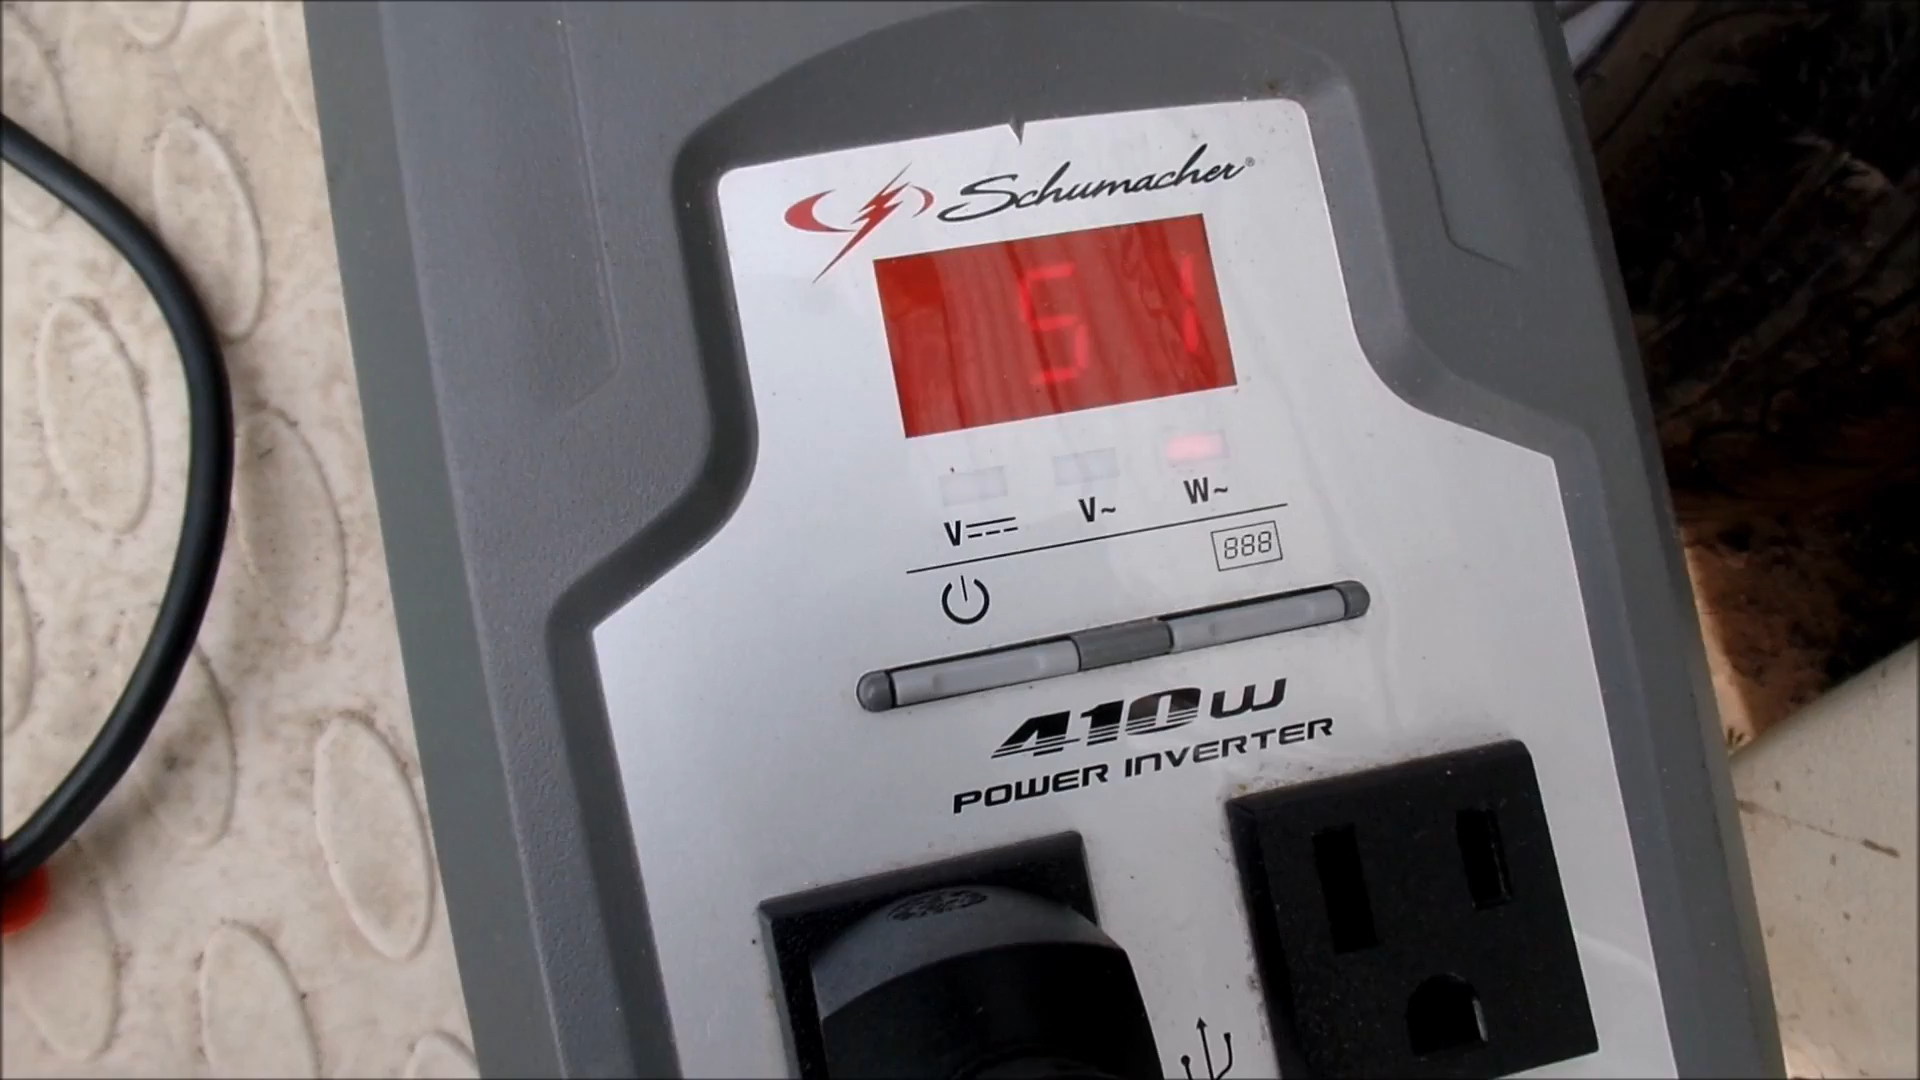 Schumacher®
51
V⎓ V~ W~
888
410W
POWER INVERTER